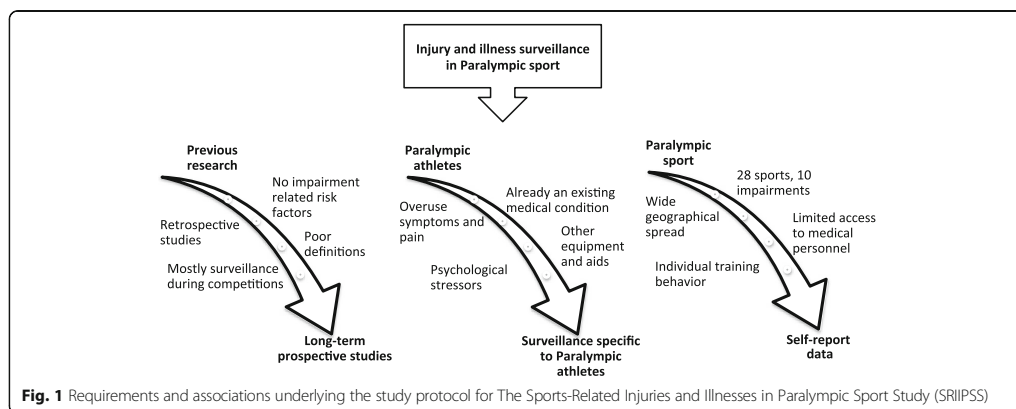 Injury and illness surveillance
in Paralympic sport
Previous
research
No impairment
related risk
factors
Retrospective
studies
Poor
definitions
Mostly surveillance
during competitions
Long-term
prospective studies
Paralympic
athletes
Already an existing
medical condition
Overuse
symptoms and
pain
Other
equipment
and aids
Psychological
stressors
Surveillance specific
to Paralympic
athletes
Paralympic
sport
28 sports, 10
impairments
Wide
geographical
spread
Limited access
to medical
personnel
Individual training
behavior
Self-report
data
Fig. 1 Requirements and associations underlying the study protocol for The Sports-Related Injuries and Illnesses in Paralympic Sport Study (SRIIPSS)